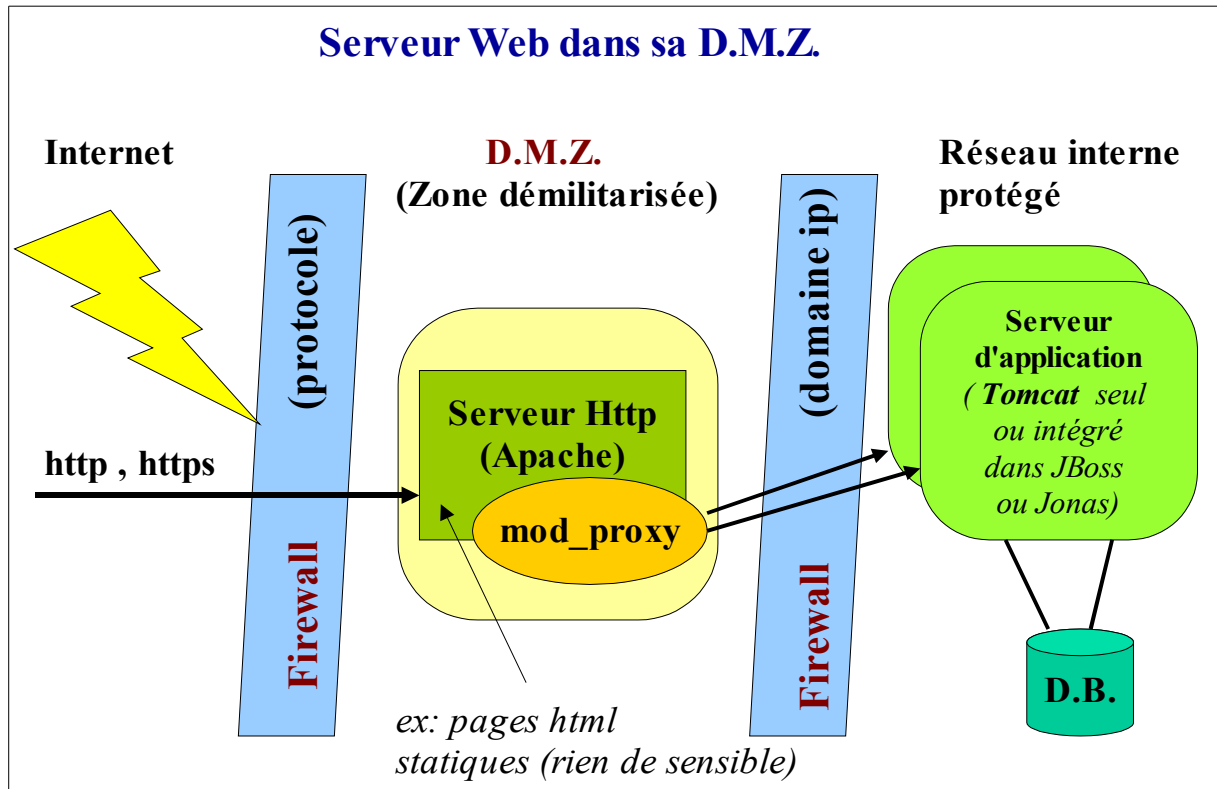 Serveur Web dans sa D.M.Z.
Internet
D.M.Z.
(Zone démilitarisée)
Réseau interne
protégé
Firewall (protocole)
Firewall (domaine ip)
http , https
Serveur Http
(Apache)
mod_proxy
Serveur
d'application
( Tomcat seul
ou intégré
dans JBoss
ou Jonas)
D.B.
ex: pages html
statiques (rien de sensible)